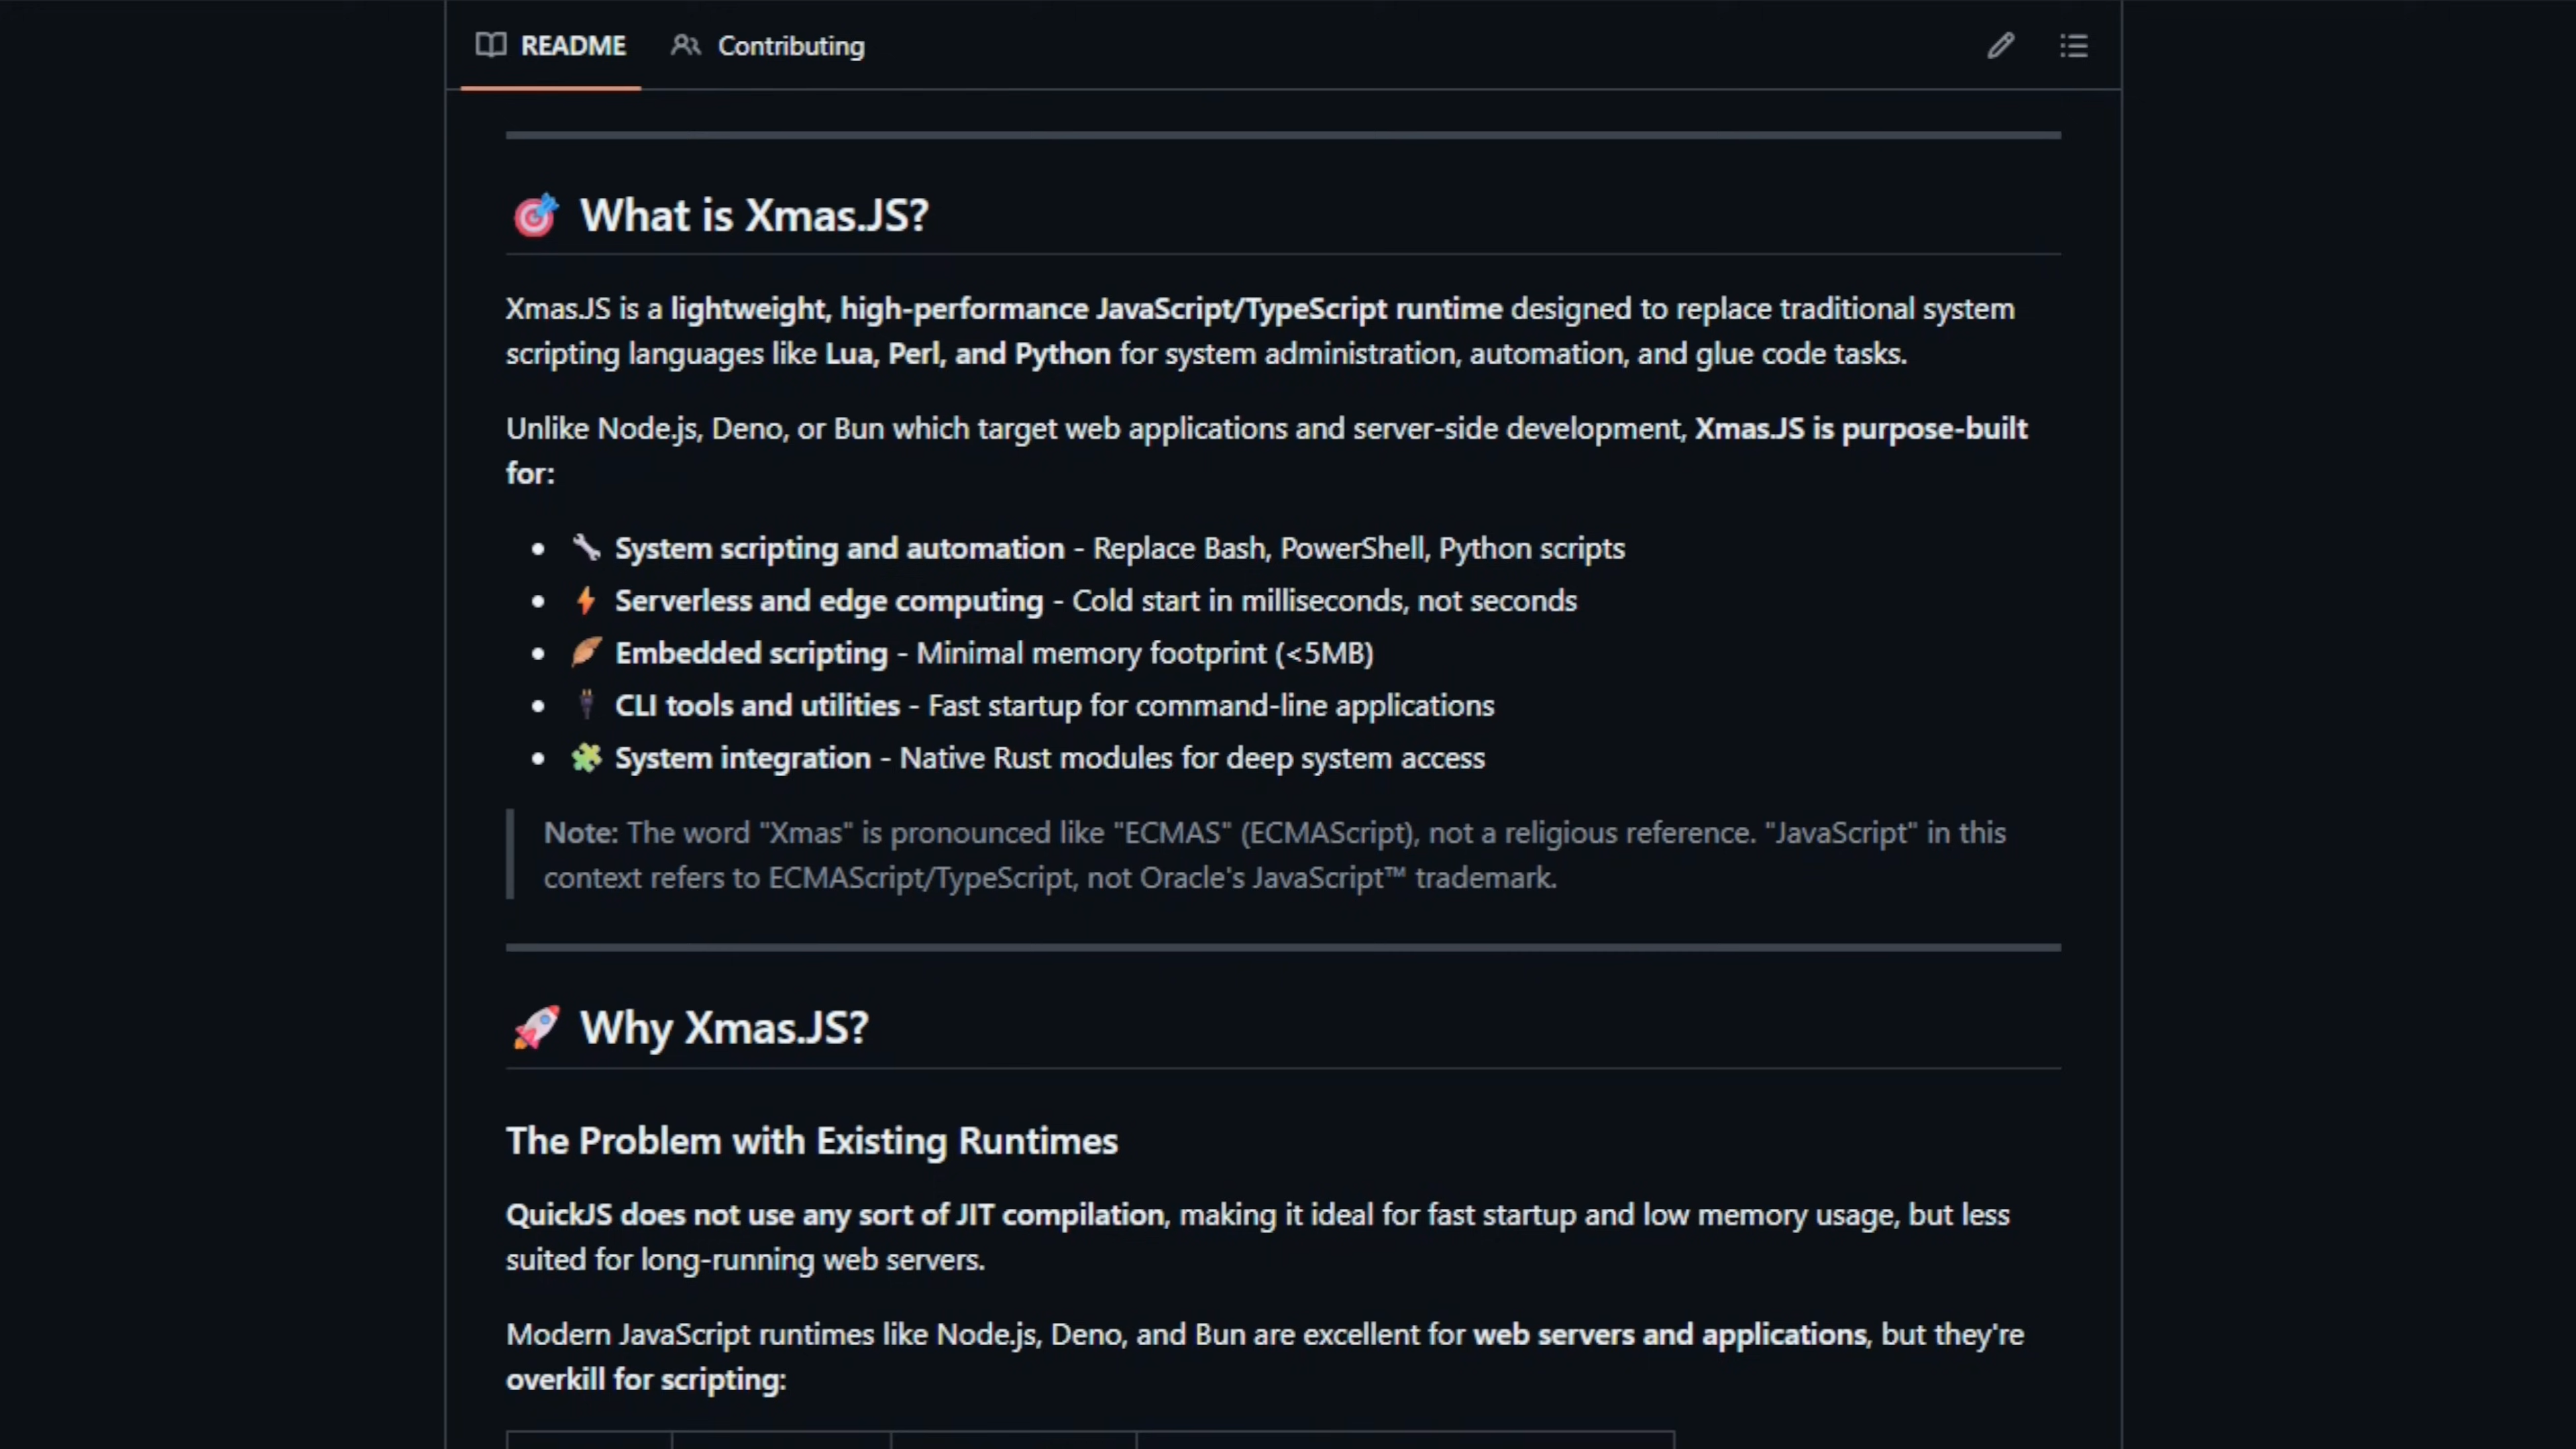 README
Contributing
What is Xmas.JS?
Xmas.JS is a lightweight, high-performance JavaScript/TypeScript runtime designed to replace traditional system
scripting languages like Lua, Perl, and Python for system administration, automation, and glue code tasks.
Unlike Node.js, Deno, or Bun which target web applications and server-side development, Xmas.JS is purpose-built
for:
System scripting and automation - Replace Bash, PowerShell, Python scripts
Serverless and edge computing - Cold start in milliseconds, not seconds
Embedded scripting - Minimal memory footprint (<5MB)
CLI tools and utilities - Fast startup for command-line applications
System integration - Native Rust modules for deep system access
Note: The word "Xmas" is pronounced like "ECMAS" (ECMAScript), not a religious reference. "JavaScript" in this
context refers to ECMAScript/TypeScript, not Oracle's JavaScript™ trademark.
Why Xmas.JS?
The Problem with Existing Runtimes
QuickJS does not use any sort of JIT compilation, making it ideal for fast startup and low memory usage, but less
suited for long-running web servers.
Modern JavaScript runtimes like Node.js, Deno, and Bun are excellent for web servers and applications, but they're
overkill for scripting: